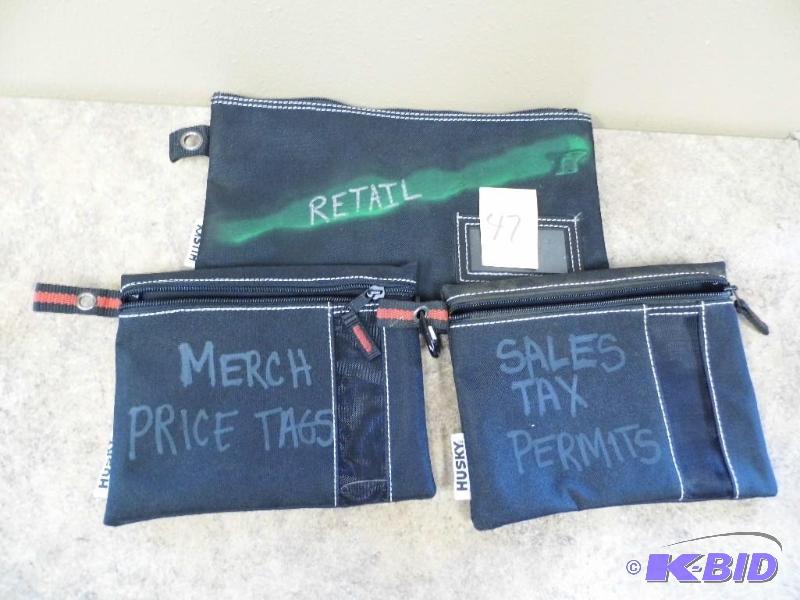 RETAIL
47
HUSKY
MERCH
PRICE TAGS
HUSKY
SALES
TAX
PERMITS
HUSKY
© K-BID